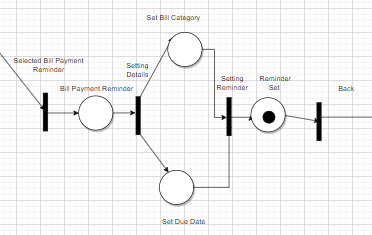 Set Bill Category
Selected Bill Payment
Reminder
Setting
Details
Bill Payment Reminder
Setting
Reminder
Reminder
Set
Back
Set Due Date